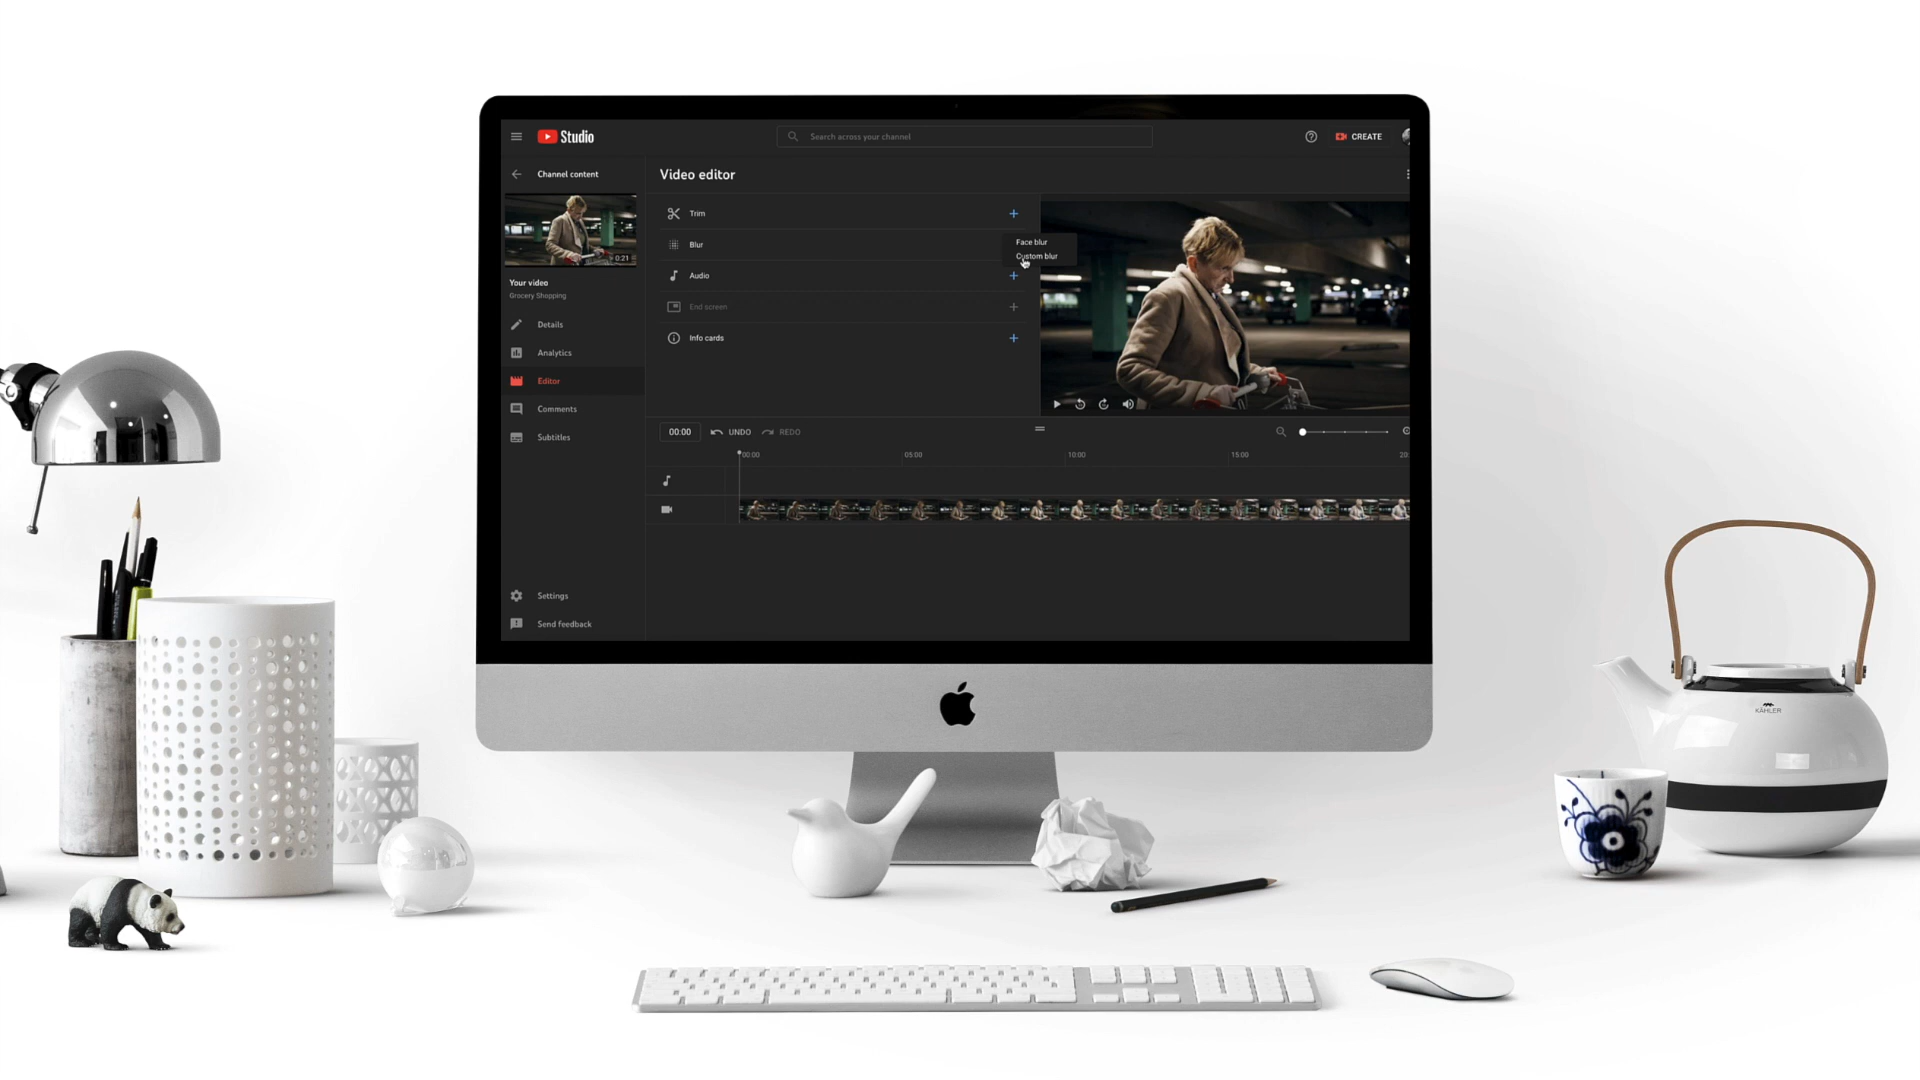 Studio
Search across your channel
CREATE
Channel content
Video editor
0:21
Your video
Grocery Shopping
Details
Analytics
Editor
Comments
Subtitles
Settings
Send feedback
Trim
Blur
Face blur
Custom blur
Audio
End screen
Info cards
00:00
UNDO
REDO
00:00
05:00
10:00
15:00
20:
KÄHLER